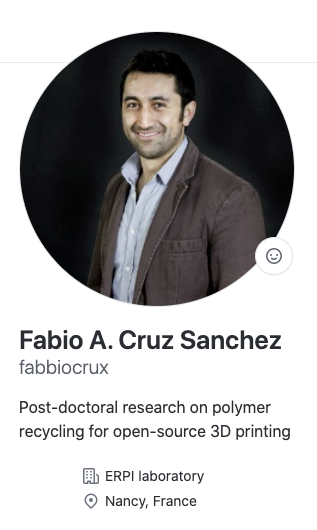 Fabio A. Cruz Sanchez
fabbiocrux
Post-doctoral research on polymer
recycling for open-source 3D printing
ERPI laboratory
Nancy, France